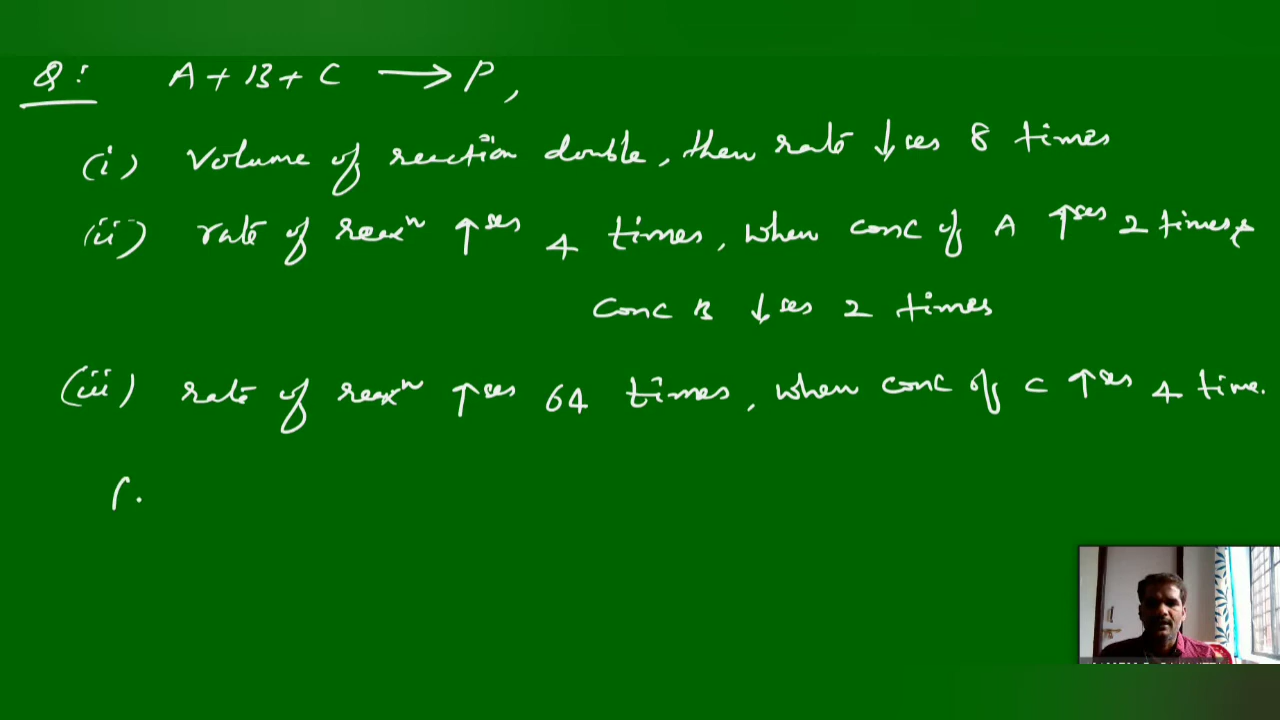 Q: A + B + C → P,
(i) Volume of reaction double, then rate ↓ses 8 times
(ii) rate of reaxⁿ ↑ses 4 times, when conc of A ↑ses 2 times &
conc B ↓ses 2 times
(iii) rate of reaxⁿ ↑ses 64 times, when conc of C ↑ses 4 time.
(.